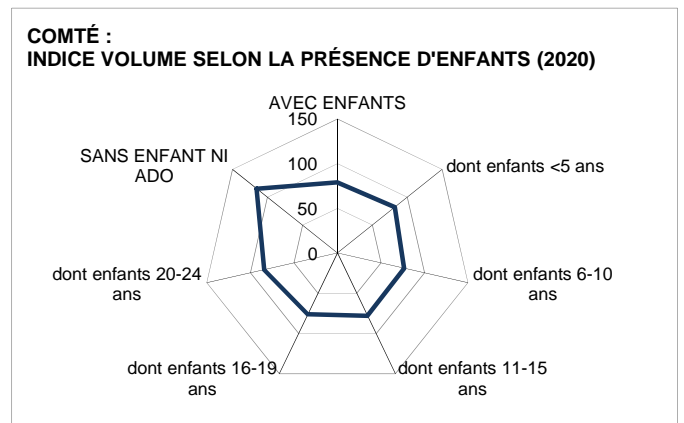 COMTÉ :
INDICE VOLUME SELON LA PRÉSENCE D'ENFANTS (2020)
AVEC ENFANTS
150
100
50
0
dont enfants <5 ans
dont enfants 6-10
ans
dont enfants 11-15
ans
dont enfants 16-19
ans
dont enfants 20-24
ans
SANS ENFANT NI
ADO